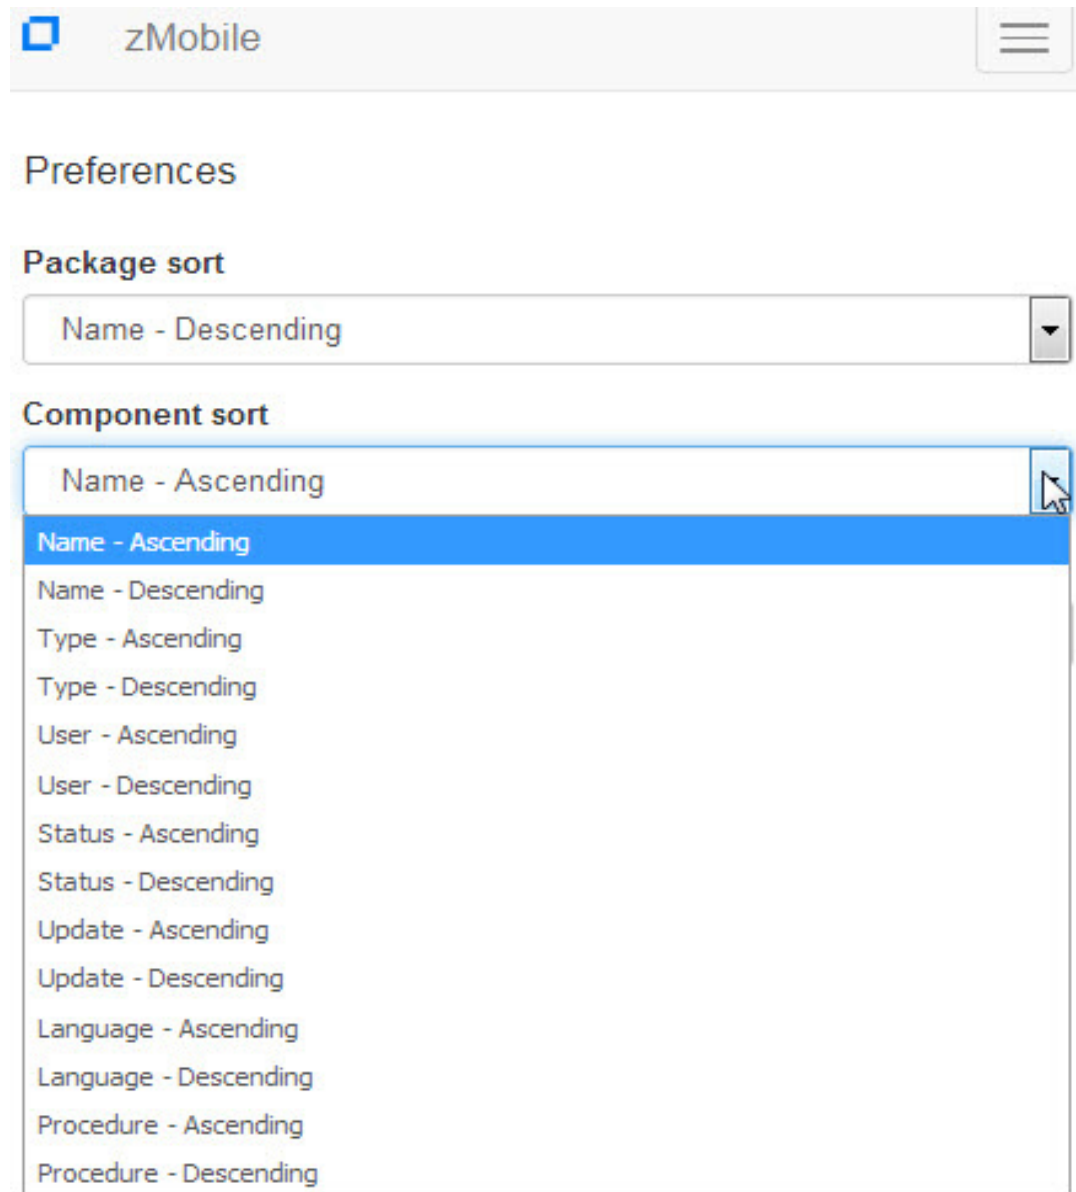 zMobile
Preferences
Package sort
Name - Descending
Component sort
Name - Ascending
Name - Ascending
Name - Descending
Type - Ascending
Type - Descending
User - Ascending
User - Descending
Status - Ascending
Status - Descending
Update - Ascending
Update - Descending
Language - Ascending
Language - Descending
Procedure - Ascending
Procedure - Descending